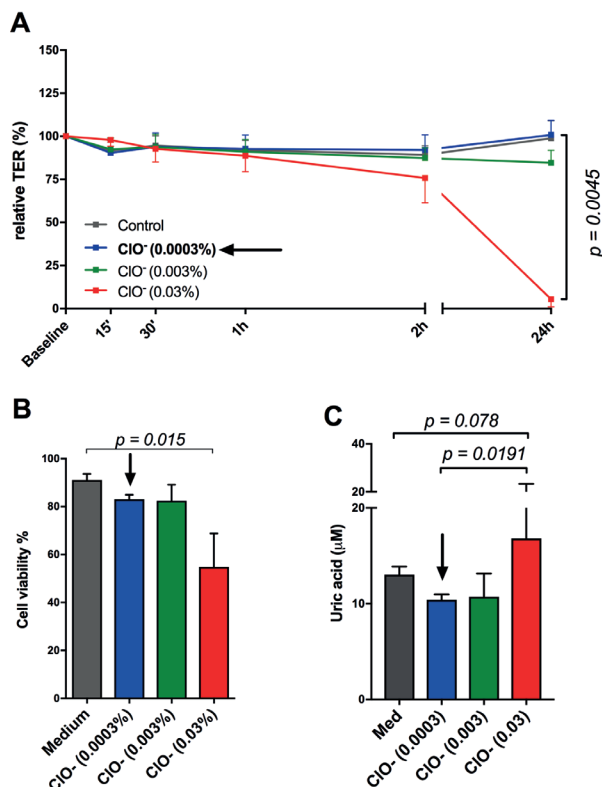 A
relative TER (%)
150
125
100
75
50
25
0
Control
ClO⁻ (0.0003%)
ClO⁻ (0.003%)
ClO⁻ (0.03%)
p = 0.0045
Baseline
15'
30'
1h
2h
24h
B
p = 0.015
Cell viability %
100
80
60
40
20
0
Medium
ClO- (0.0003%)
ClO- (0.003%)
ClO- (0.03%)
C
p = 0.078
p = 0.0191
Uric acid (μM)
40
20
20
10
0
Med
ClO- (0.0003)
ClO- (0.003)
ClO- (0.03)